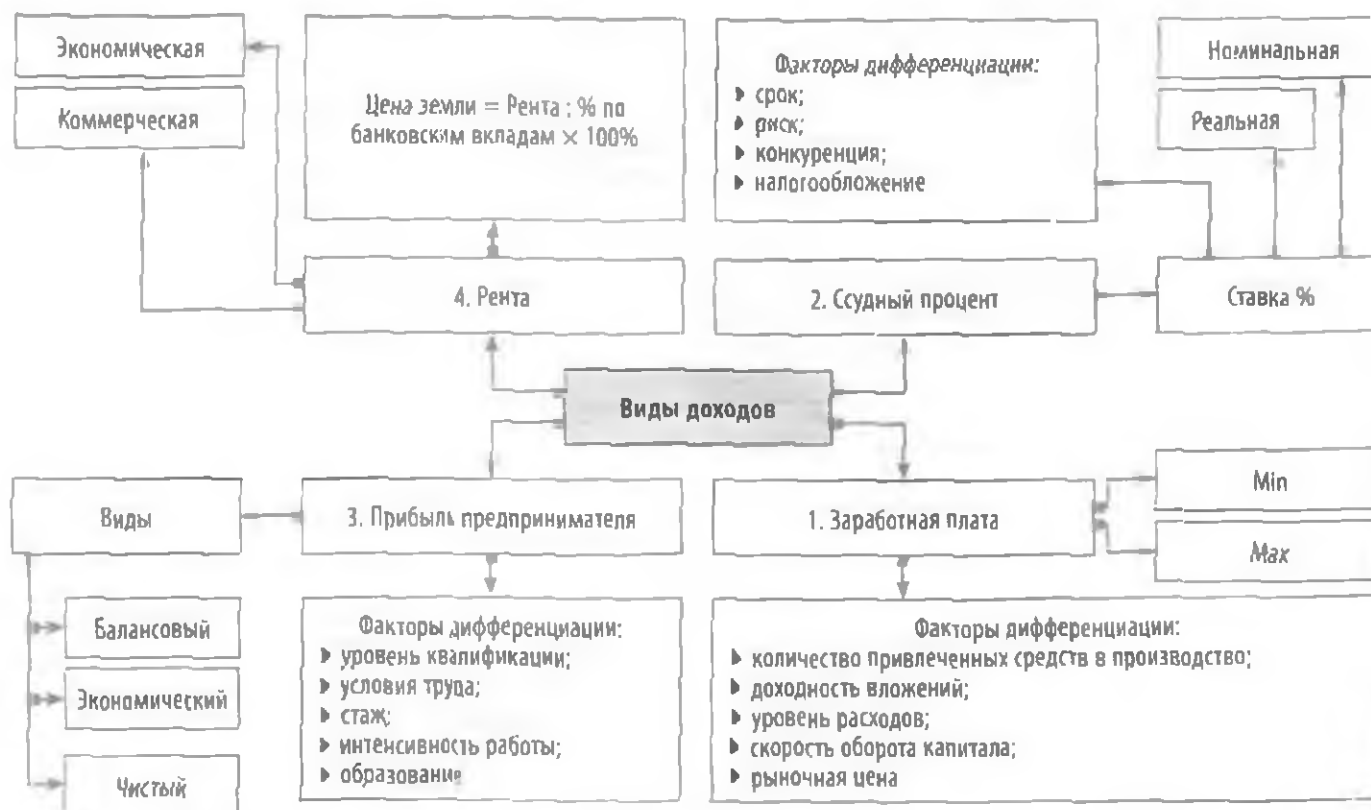 Экономическая
Коммерческая
Цена земли = Рента : % по
банковским вкладам × 100%
Факторы дифференциации:
срок;
риск;
конкуренция;
налогообложение
Номинальная
Реальная
4. Рента
2. Ссудный процент
Ставка %
Виды доходов
Виды
3. Прибыль предпринимателя
1. Заработная плата
Min
Max
Балансовый
Экономический
Чистый
Факторы дифференциации:
уровень квалификации;
условия труда;
стаж;
интенсивность работы;
образование
Факторы дифференциации:
количество привлеченных средств в производство;
доходность вложений;
уровень расходов;
скорость оборота капитала;
рыночная цена